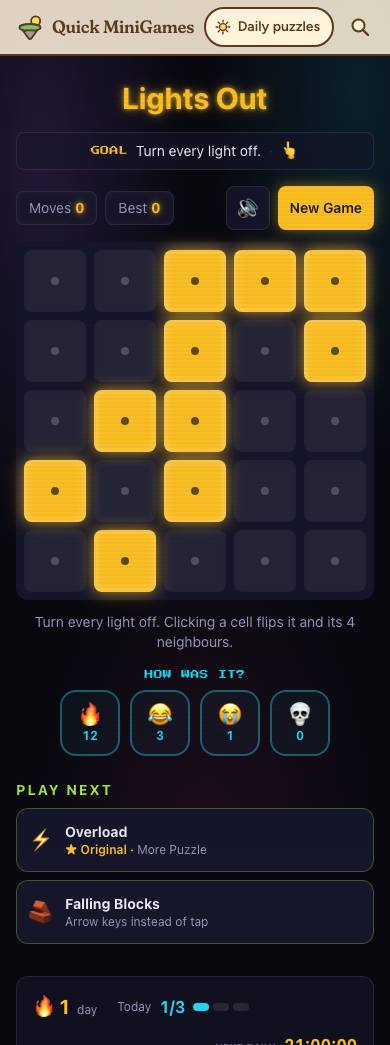 Quick MiniGames
Daily puzzles
Lights Out
GOAL Turn every light off.
Moves 0
Best 0
New Game
Turn every light off. Clicking a cell flips it and its 4
neighbours.
HOW WAS IT?
12
3
1
0
PLAY NEXT
Overload
Original · More Puzzle
Falling Blocks
Arrow keys instead of tap
1 day Today 1/3
21:00:00